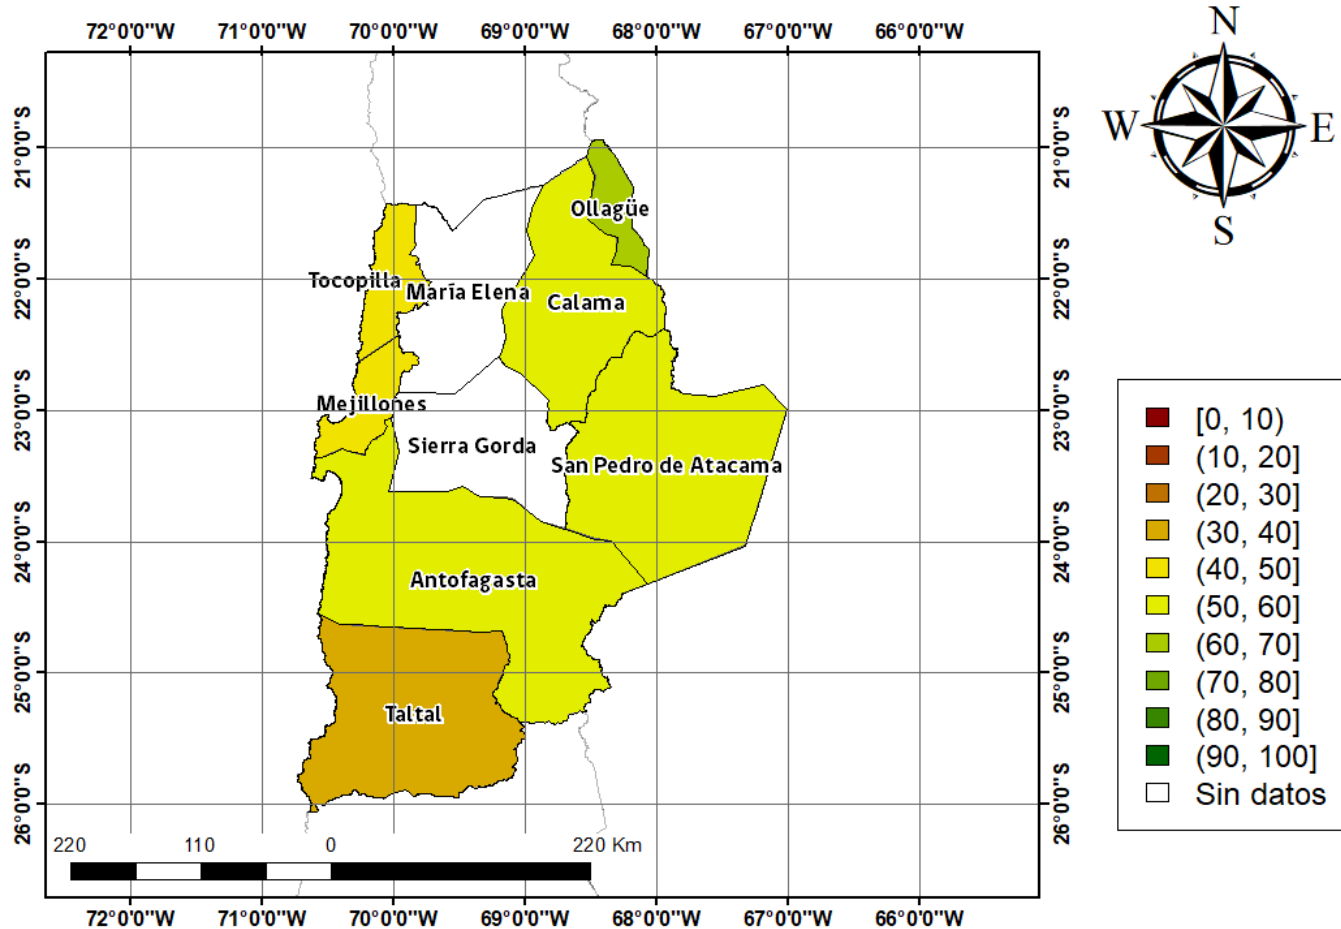 72°0'0"W 71°0'0"W 70°0'0"W 69°0'0"W 68°0'0"W 67°0'0"W 66°0'0"W
N
W E
S
21°0'0"S 21°0'0"S
Ollagüe
22°0'0"S 22°0'0"S
Tocopilla
María Elena
Calama
23°0'0"S 23°0'0"S
Mejillones
Sierra Gorda
San Pedro de Atacama
24°0'0"S 24°0'0"S
Antofagasta
25°0'0"S 25°0'0"S
Taltal
26°0'0"S 26°0'0"S
220 110 0 220 Km
72°0'0"W 71°0'0"W 70°0'0"W 69°0'0"W 68°0'0"W 67°0'0"W 66°0'0"W
[0, 10)
(10, 20]
(20, 30]
(30, 40]
(40, 50]
(50, 60]
(60, 70]
(70, 80]
(80, 90]
(90, 100]
Sin datos